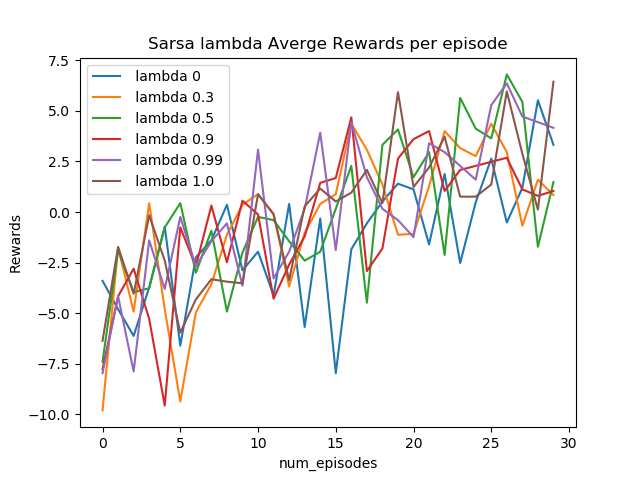 Sarsa lambda Averge Rewards per episode
7.5
5.0
2.5
0.0
−2.5
−5.0
−7.5
−10.0
Rewards
lambda 0
lambda 0.3
lambda 0.5
lambda 0.9
lambda 0.99
lambda 1.0
0 5 10 15 20 25 30
num_episodes